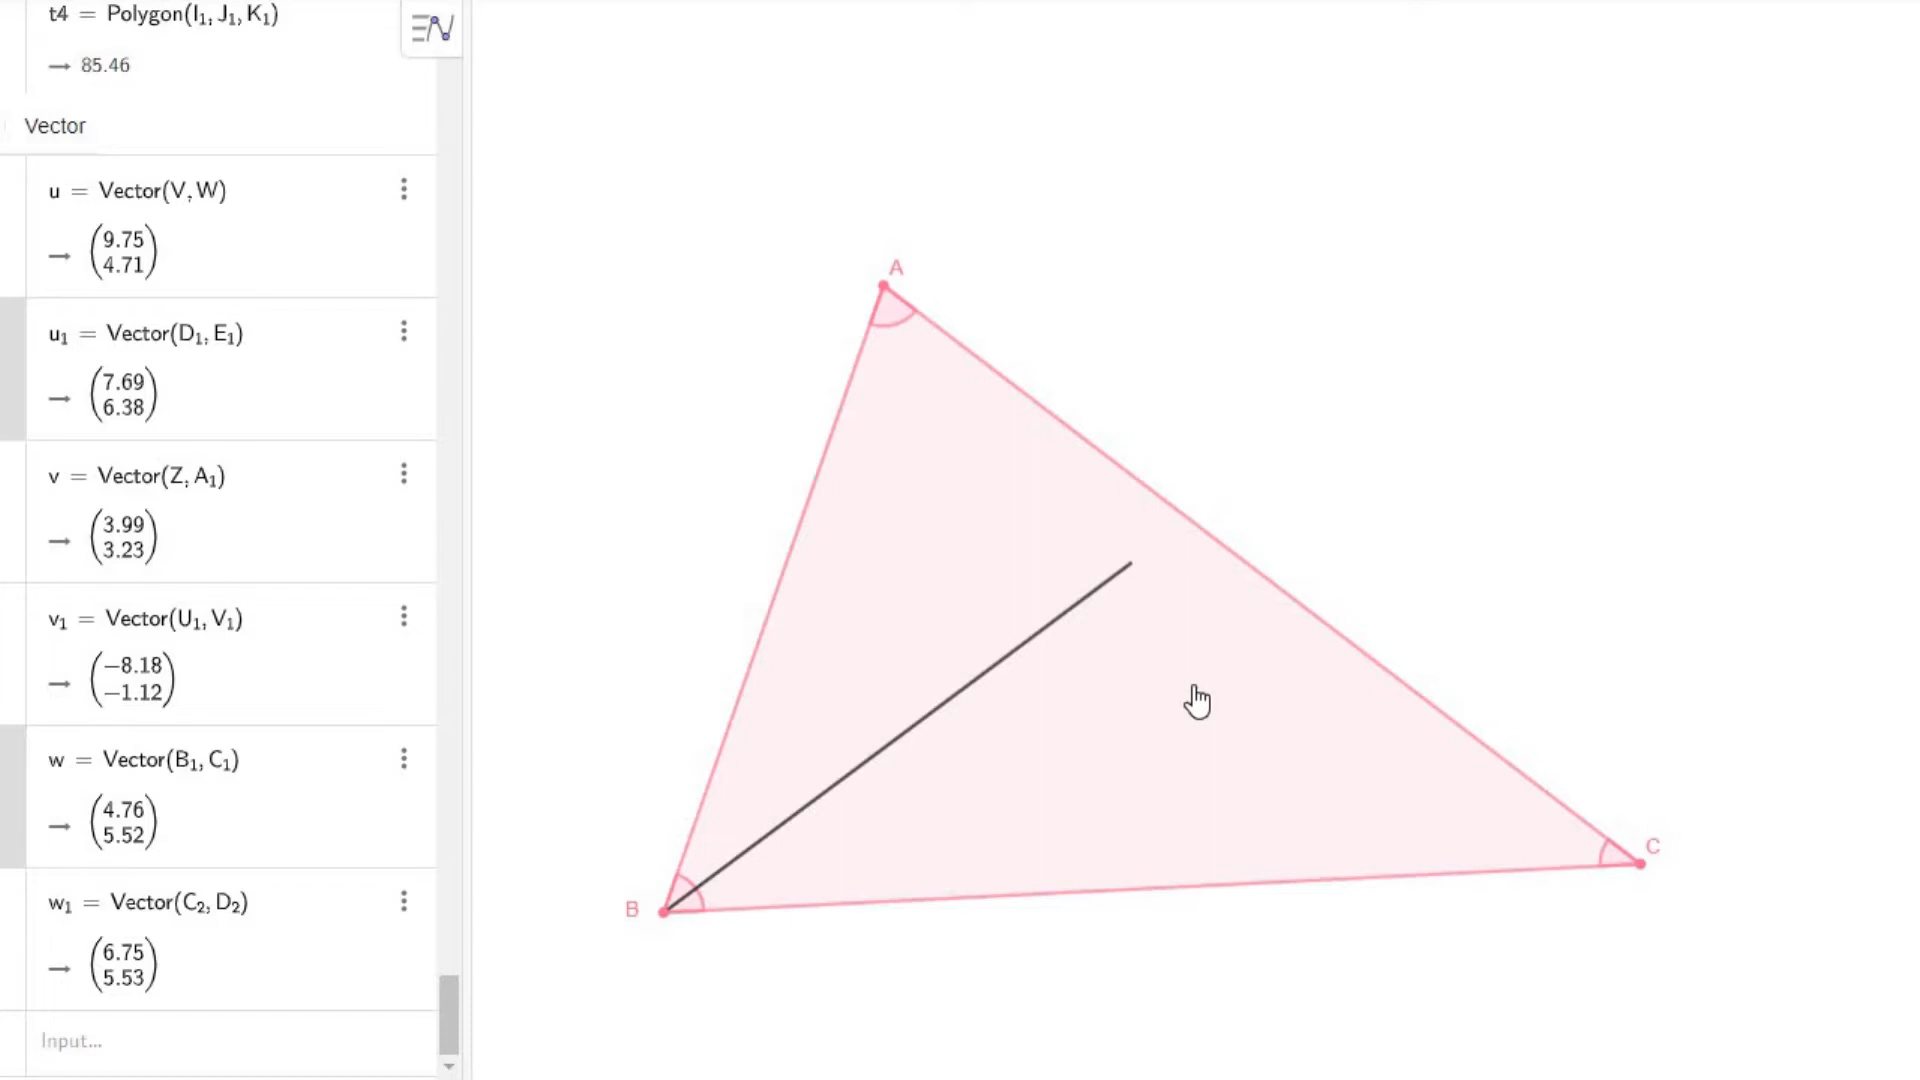 t4 = Polygon(I₁, J₁, K₁)
→ 85.46
Vector
u = Vector(V, W)
→ (9.75
4.71)
u₁ = Vector(D₁, E₁)
→ (7.69
6.38)
v = Vector(Z, A₁)
→ (3.99
3.23)
v₁ = Vector(U₁, V₁)
→ (−8.18
−1.12)
w = Vector(B₁, C₁)
→ (4.76
5.52)
w₁ = Vector(C₂, D₂)
→ (6.75
5.53)
Input...
A
B
C